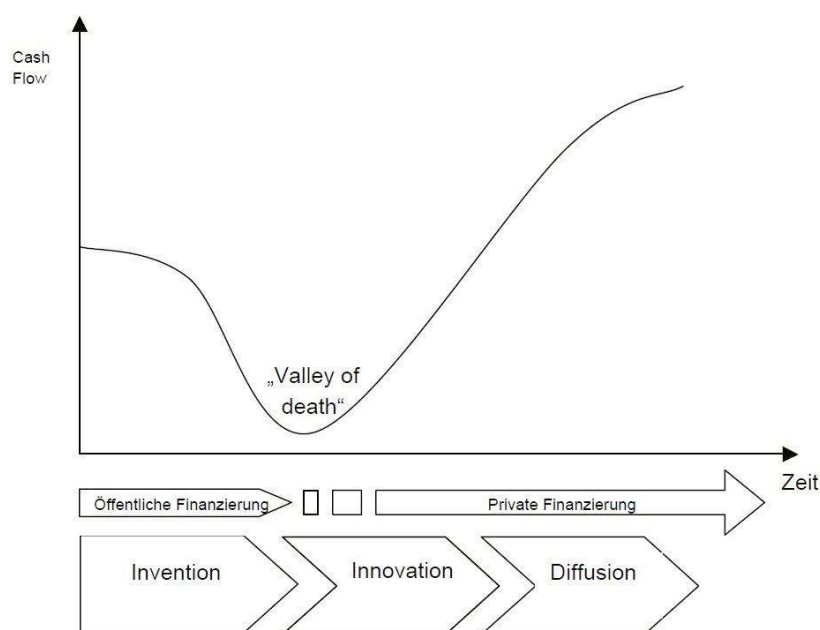 Cash
Flow
„Valley of
death“
Zeit
Öffentliche Finanzierung
Private Finanzierung
Invention
Innovation
Diffusion